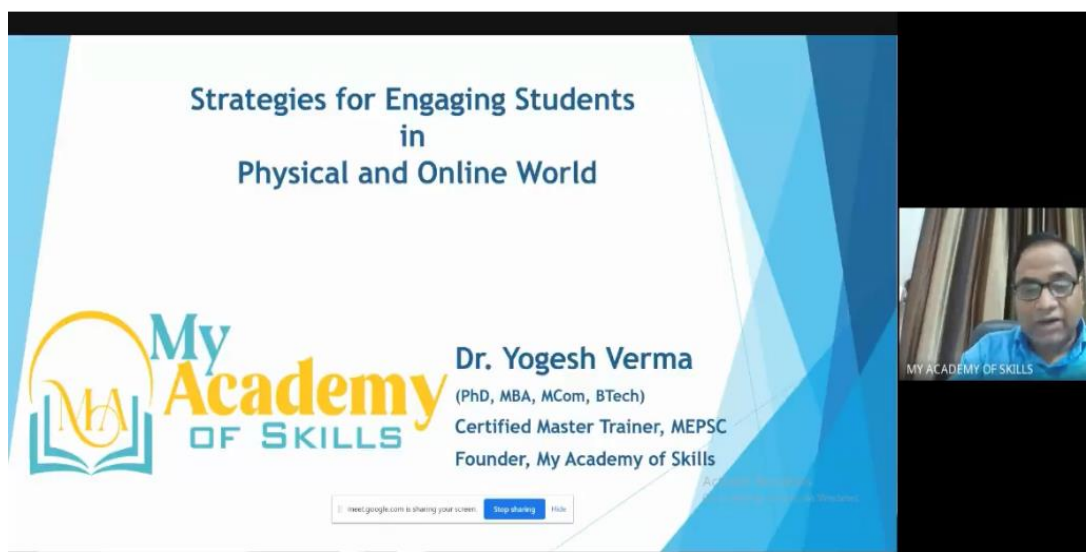 Strategies for Engaging Students
in
Physical and Online World
My
Academy
OF SKILLS
MA
Dr. Yogesh Verma
(PhD, MBA, MCom, BTech)
Certified Master Trainer, MEPSC
Founder, My Academy of Skills
meet.google.com is sharing your screen.
Stop sharing
Hide
MY ACADEMY OF SKILLS